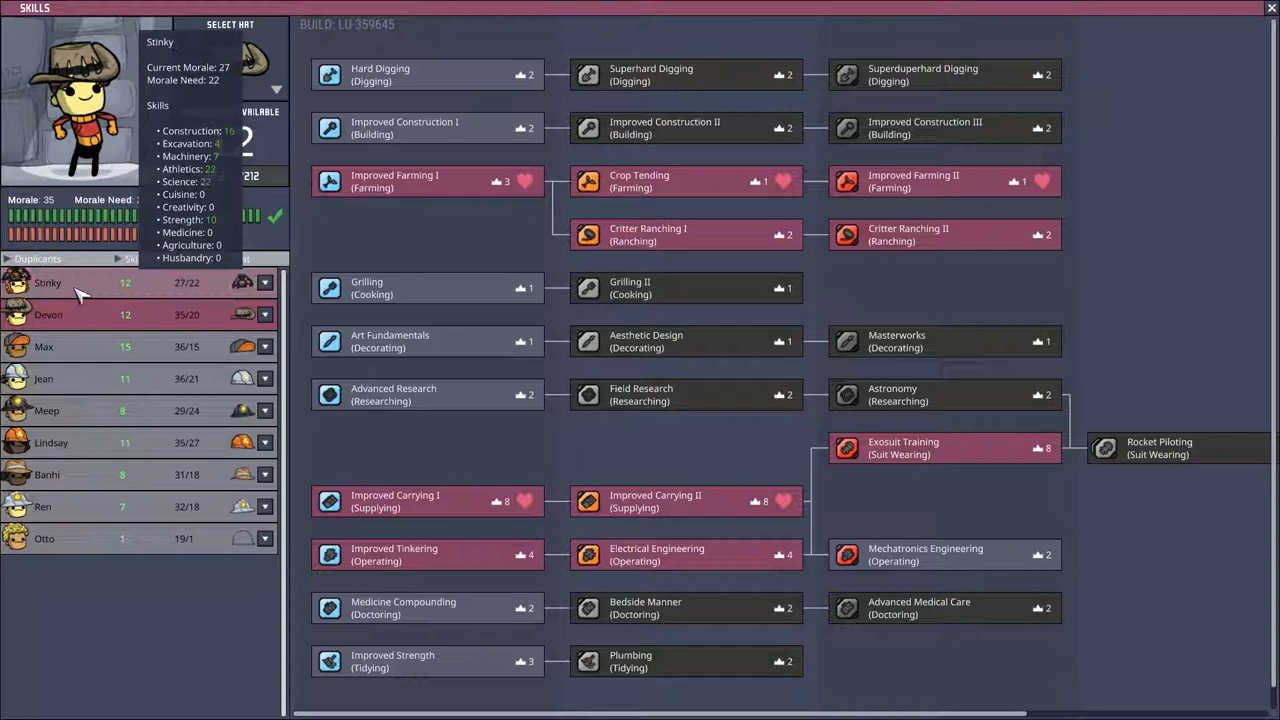 SKILLS
BUILD: LU-359645
SELECT HAT
Stinky
Current Morale: 27
Morale Need: 22
Skills
• Construction: 16
• Excavation: 4
• Machinery: 7
• Athletics: 22
• Science: 22
• Cuisine: 0
• Creativity: 0
• Strength: 10
• Medicine: 0
• Agriculture: 0
• Husbandry: 0
2
/212
Morale: 35
Morale Need:
Duplicants
Stinky 12 27/22
Devon 12 35/20
Max 15 36/15
Jean 11 36/21
Meep 8 29/24
Lindsay 11 35/27
Banhi 8 31/18
Ren 7 32/18
Otto 1 19/1
Hard Digging 2
(Digging)
Superhard Digging 2
(Digging)
Superduperhard Digging 2
(Digging)
Improved Construction I 2
(Building)
Improved Construction II 2
(Building)
Improved Construction III 2
(Building)
Improved Farming I 3
(Farming)
Crop Tending 1
(Farming)
Improved Farming II 1
(Farming)
Critter Ranching I 2
(Ranching)
Critter Ranching II 2
(Ranching)
Grilling 1
(Cooking)
Grilling II 1
(Cooking)
Art Fundamentals 1
(Decorating)
Aesthetic Design 1
(Decorating)
Masterworks 1
(Decorating)
Advanced Research 2
(Researching)
Field Research 2
(Researching)
Astronomy 2
(Researching)
Exosuit Training 8
(Suit Wearing)
Rocket Piloting
(Suit Wearing)
Improved Carrying I 8
(Supplying)
Improved Carrying II 8
(Supplying)
Improved Tinkering 4
(Operating)
Electrical Engineering 4
(Operating)
Mechatronics Engineering 2
(Operating)
Medicine Compounding 2
(Doctoring)
Bedside Manner 2
(Doctoring)
Advanced Medical Care 2
(Doctoring)
Improved Strength 3
(Tidying)
Plumbing 2
(Tidying)